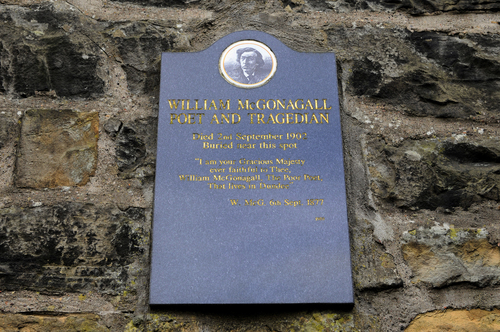 WILLIAM McGONAGALL
POET AND TRAGEDIAN
Died 29th September 1902
Buried near this spot
"I am your Gracious Majesty
ever faithful to Thee,
William McGonagall, The Poor Poet,
That lives in Dundee."
W. McG. 6th Sept. 1877